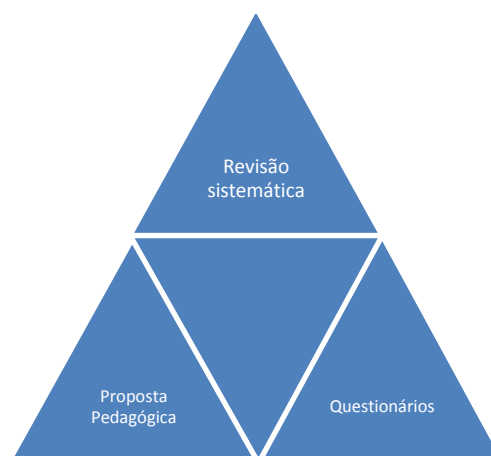 Revisão
sistemática
Proposta
Pedagógica
Questionários